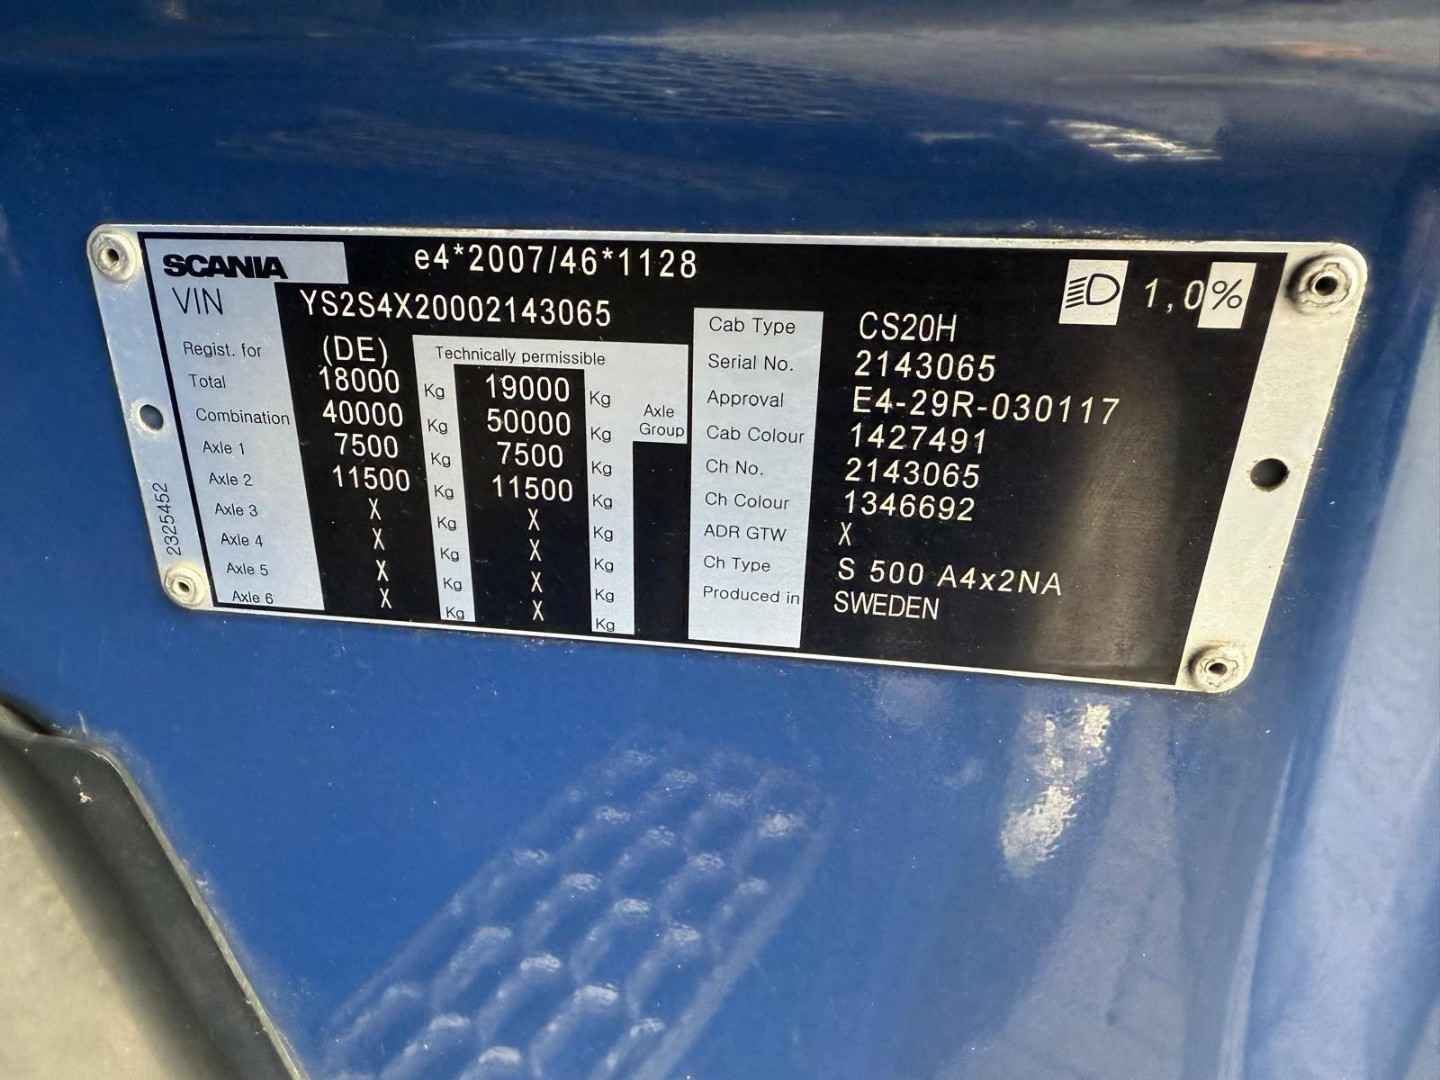 SCANIA e4*2007/46*1128
VIN YS2S4X20002143065
1,0%
Regist. for (DE) Technically permissible
Total 18000 Kg 19000 Kg
Combination 40000 Kg 50000 Kg Axle Group
Axle 1 7500 Kg 7500 Kg
Axle 2 11500 Kg 11500 Kg
Axle 3 X Kg X Kg
Axle 4 X Kg X Kg
Axle 5 X Kg X Kg
Axle 6 X Kg X Kg
2325452
Cab Type CS20H
Serial No. 2143065
Approval E4-29R-030117
Cab Colour 1427491
Ch No. 2143065
Ch Colour 1346692
ADR GTW X
Ch Type S 500 A4x2NA
Produced in SWEDEN